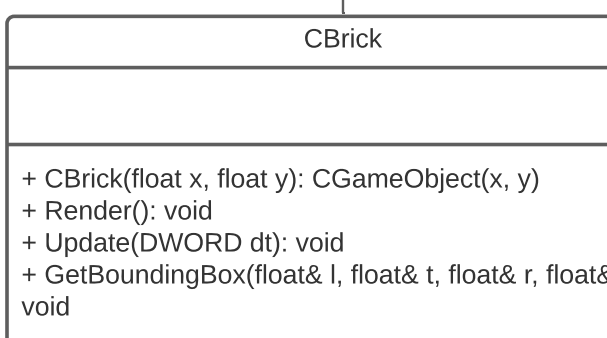 CBrick
+ CBrick(float x, float y): CGameObject(x, y)
+ Render(): void
+ Update(DWORD dt): void
+ GetBoundingBox(float& l, float& t, float& r, float&
void